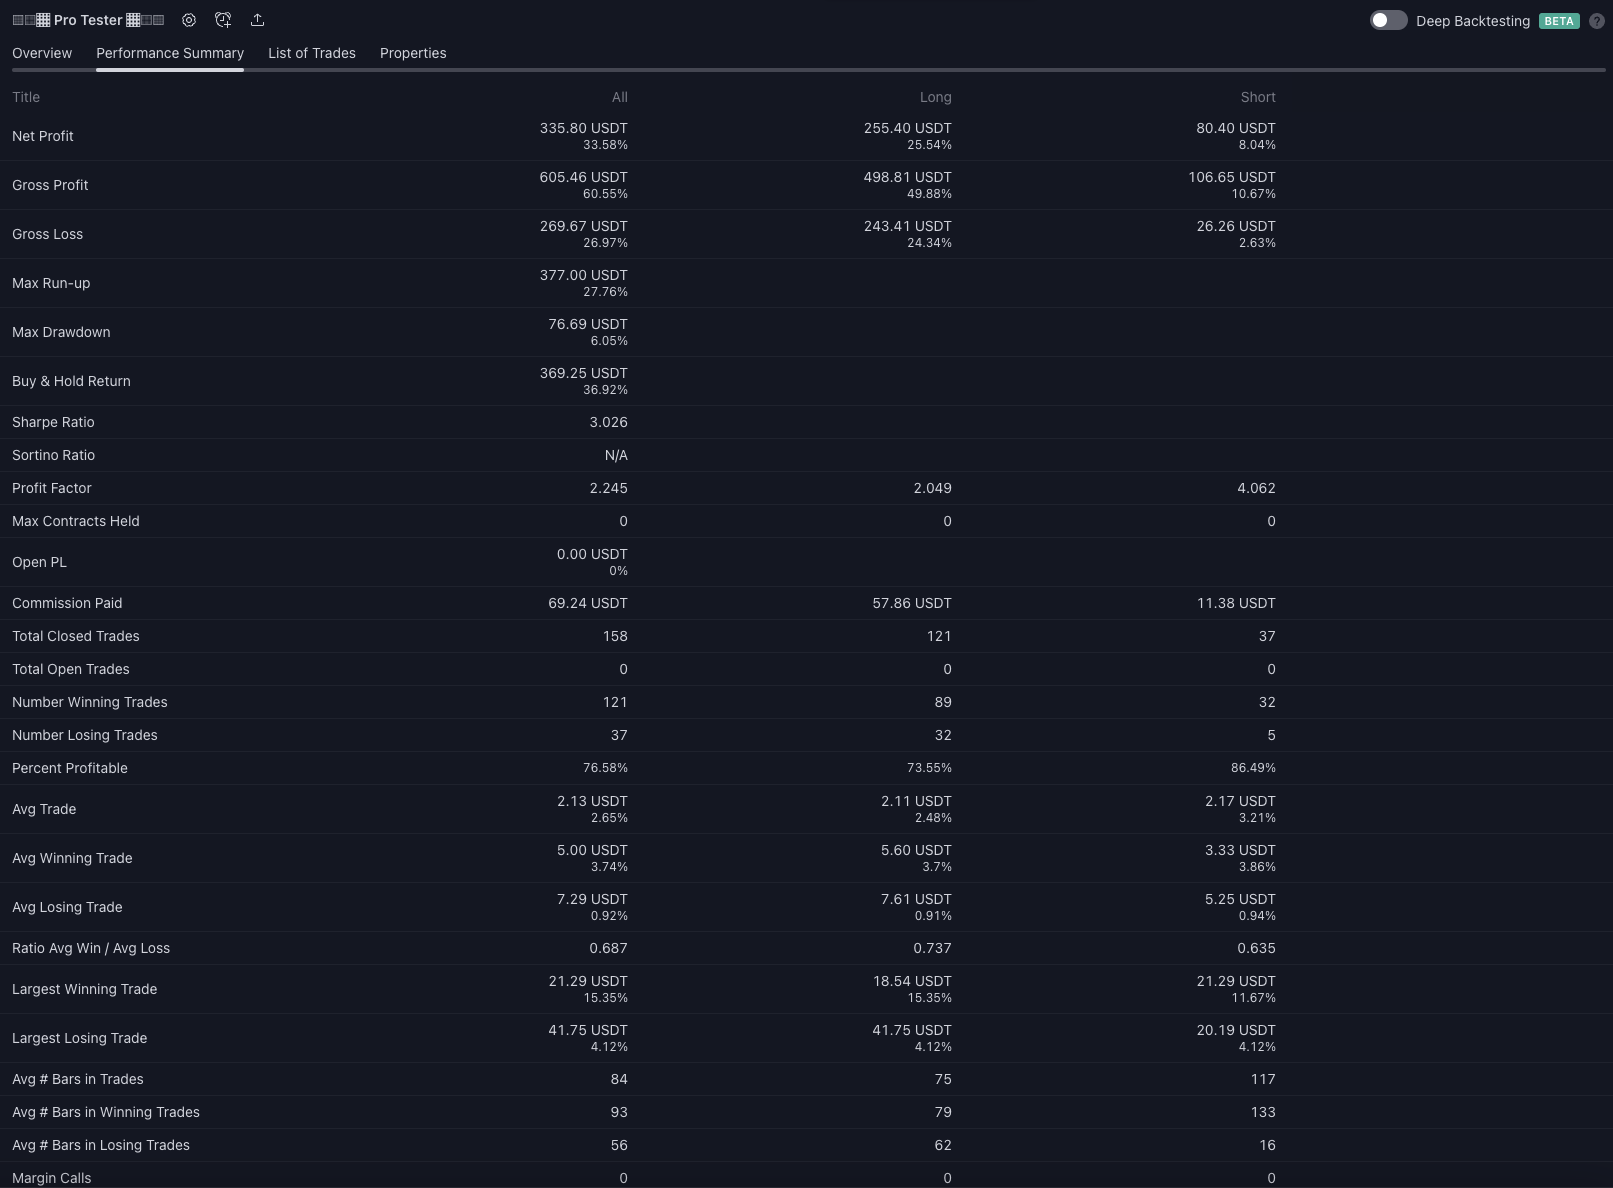 Pro Tester
Deep Backtesting BETA ?
Overview Performance Summary List of Trades Properties
Title All Long Short
Net Profit 335.80 USDT 255.40 USDT 80.40 USDT
33.58% 25.54% 8.04%
Gross Profit 605.46 USDT 498.81 USDT 106.65 USDT
60.55% 49.88% 10.67%
Gross Loss 269.67 USDT 243.41 USDT 26.26 USDT
26.97% 24.34% 2.63%
Max Run-up 377.00 USDT
27.76%
Max Drawdown 76.69 USDT
6.05%
Buy & Hold Return 369.25 USDT
36.92%
Sharpe Ratio 3.026
Sortino Ratio N/A
Profit Factor 2.245 2.049 4.062
Max Contracts Held 0 0 0
Open PL 0.00 USDT
0%
Commission Paid 69.24 USDT 57.86 USDT 11.38 USDT
Total Closed Trades 158 121 37
Total Open Trades 0 0 0
Number Winning Trades 121 89 32
Number Losing Trades 37 32 5
Percent Profitable 76.58% 73.55% 86.49%
Avg Trade 2.13 USDT 2.11 USDT 2.17 USDT
2.65% 2.48% 3.21%
Avg Winning Trade 5.00 USDT 5.60 USDT 3.33 USDT
3.74% 3.7% 3.86%
Avg Losing Trade 7.29 USDT 7.61 USDT 5.25 USDT
0.92% 0.91% 0.94%
Ratio Avg Win / Avg Loss 0.687 0.737 0.635
Largest Winning Trade 21.29 USDT 18.54 USDT 21.29 USDT
15.35% 15.35% 11.67%
Largest Losing Trade 41.75 USDT 41.75 USDT 20.19 USDT
4.12% 4.12% 4.12%
Avg # Bars in Trades 84 75 117
Avg # Bars in Winning Trades 93 79 133
Avg # Bars in Losing Trades 56 62 16
Margin Calls 0 0 0